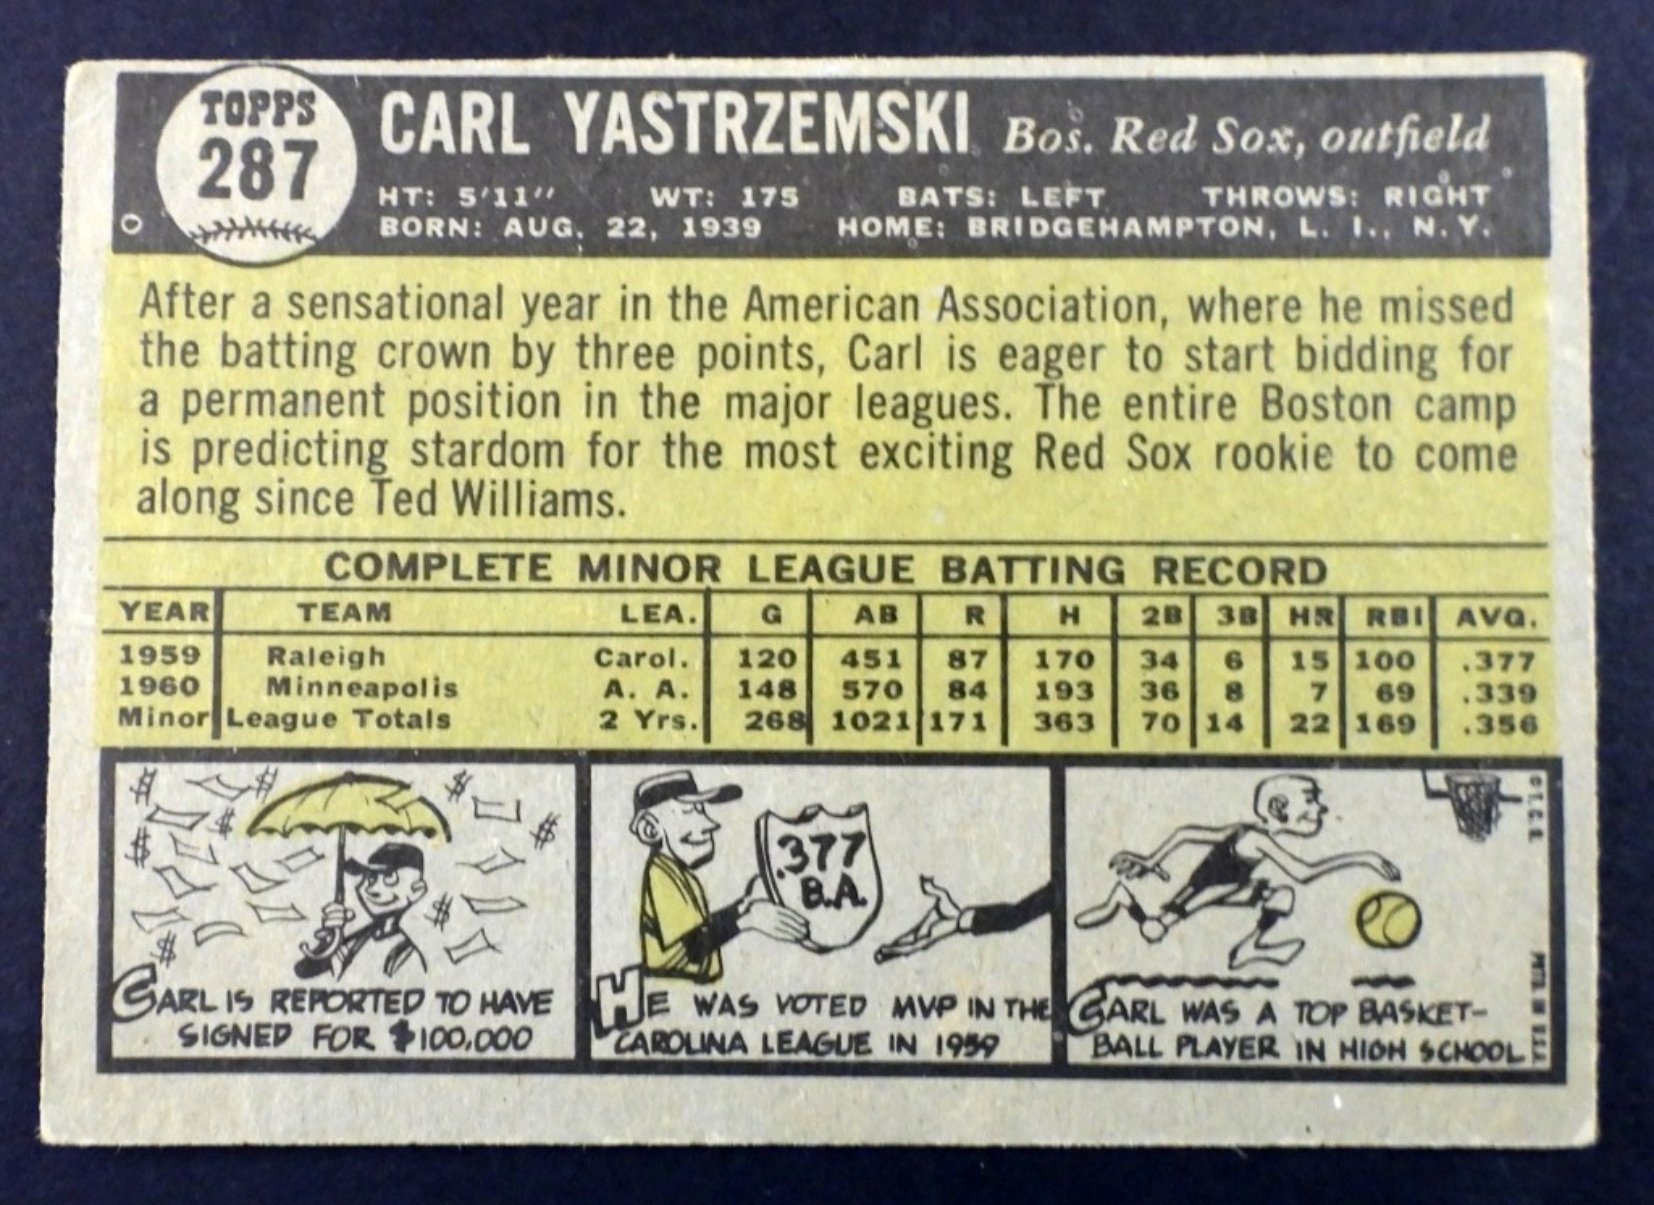 TOPPS
287
CARL YASTRZEMSKI Bos. Red Sox, outfield
HT: 5'11" WT: 175 BATS: LEFT THROWS: RIGHT
BORN: AUG. 22, 1939 HOME: BRIDGEHAMPTON, L. I., N. Y.
After a sensational year in the American Association, where he missed
the batting crown by three points, Carl is eager to start bidding for
a permanent position in the major leagues. The entire Boston camp
is predicting stardom for the most exciting Red Sox rookie to come
along since Ted Williams.
COMPLETE MINOR LEAGUE BATTING RECORD
YEAR TEAM LEA. G AB R H 2B 3B HR RBI AVG.
1959 Raleigh Carol. 120 451 87 170 34 6 15 100 .377
1960 Minneapolis A. A. 148 570 84 193 36 8 7 69 .339
Minor League Totals 2 Yrs. 268 1021 171 363 70 14 22 169 .356
$ $ $ $ $ $ $ $
CARL IS REPORTED TO HAVE
SIGNED FOR $100,000
.377
B.A.
HE WAS VOTED MVP IN THE
CAROLINA LEAGUE IN 1959
CARL WAS A TOP BASKET-
BALL PLAYER IN HIGH SCHOOL
© T.C.G.
PRTD. IN U.S.A.